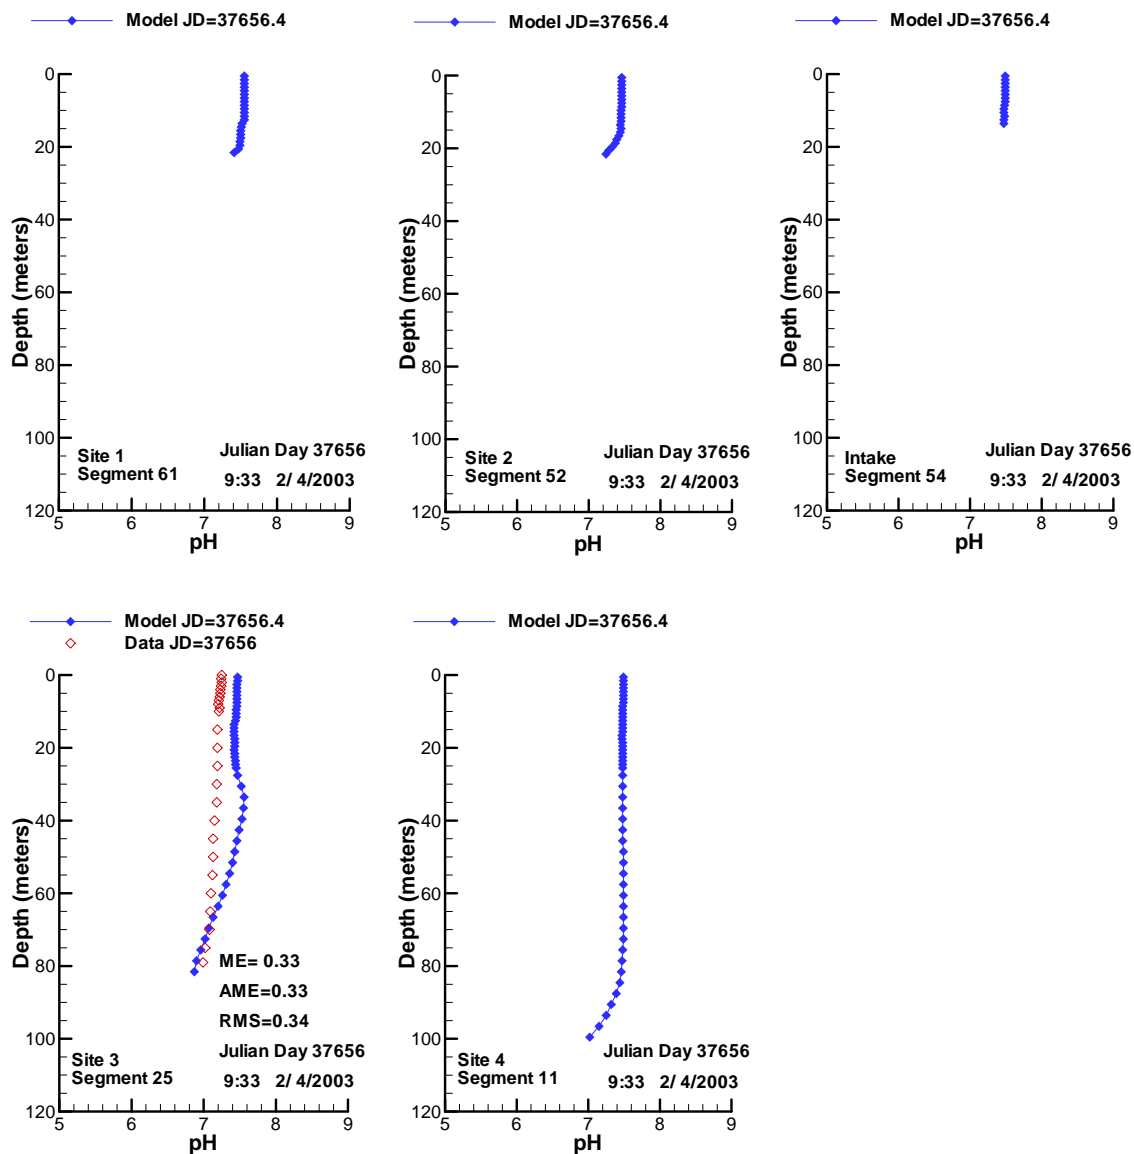 Model JD=37656.4
0
20
40
60
80
100
120
Depth (meters)
Site 1
Segment 61
Julian Day 37656
9:33 2/ 4/2003
5 6 7 8 9
pH
Model JD=37656.4
0
20
40
60
80
100
120
Depth (meters)
Site 2
Segment 52
Julian Day 37656
9:33 2/ 4/2003
5 6 7 8 9
pH
Model JD=37656.4
0
20
40
60
80
100
120
Depth (meters)
Intake
Segment 54
Julian Day 37656
9:33 2/ 4/2003
5 6 7 8 9
pH
Model JD=37656.4
Data JD=37656
0
20
40
60
80
100
120
Depth (meters)
ME= 0.33
AME=0.33
RMS=0.34
Site 3
Segment 25
Julian Day 37656
9:33 2/ 4/2003
5 6 7 8 9
pH
Model JD=37656.4
0
20
40
60
80
100
120
Depth (meters)
Site 4
Segment 11
Julian Day 37656
9:33 2/ 4/2003
5 6 7 8 9
pH